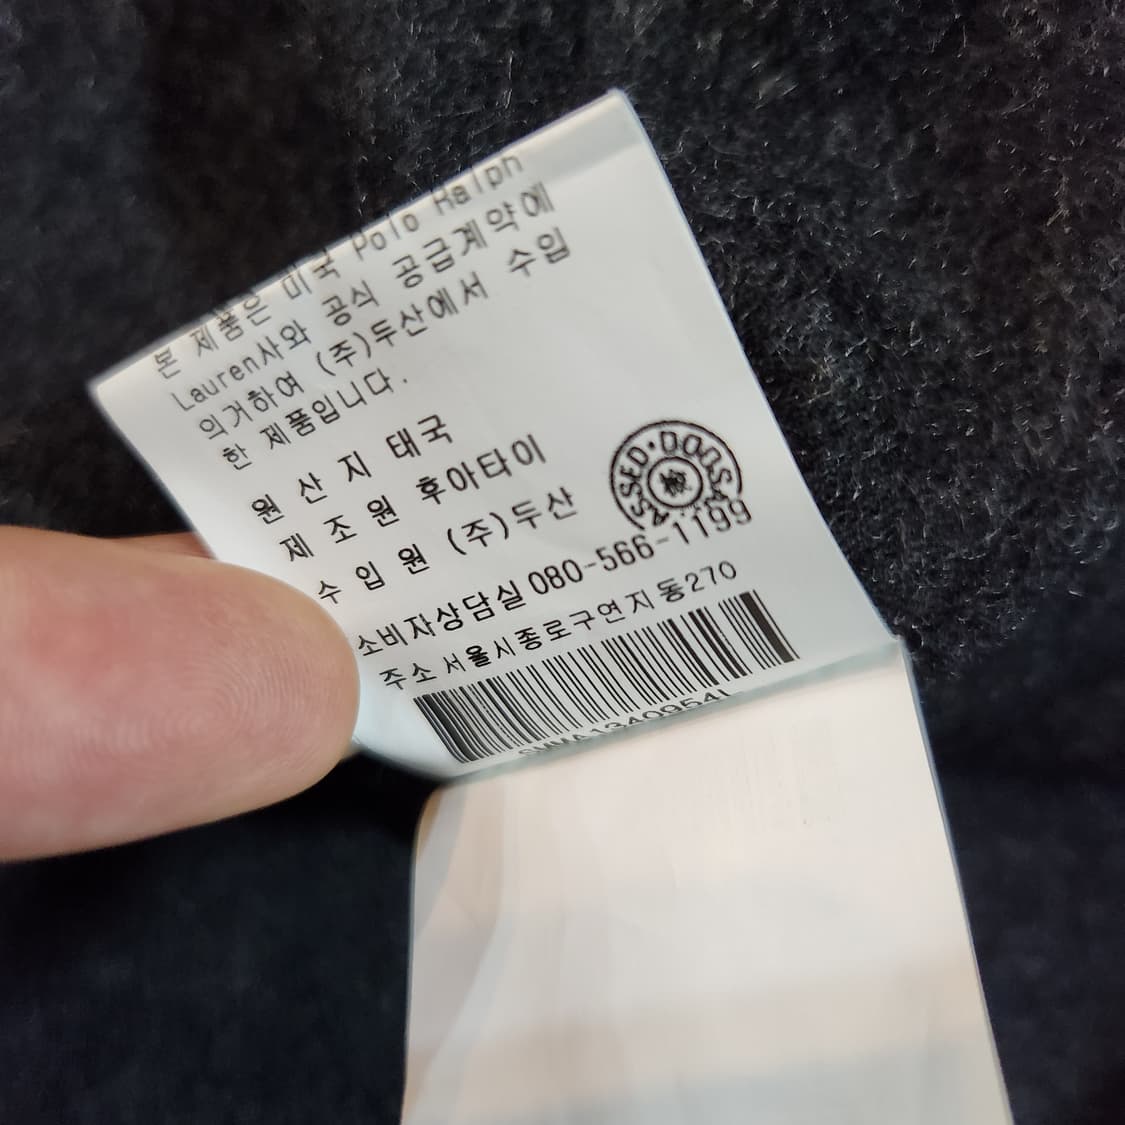 본 제품은 미국 Polo Ralph
Lauren사와 공식 공급계약에
의거하여 (주)두산에서 수입
한 제품입니다.
원 산 지 태국
제 조 원 후아타이
수 입 원 (주)두산
PASSED·DOOSAN
檢
소비자상담실 080-566-1199
주소 서울시종로구연지동270